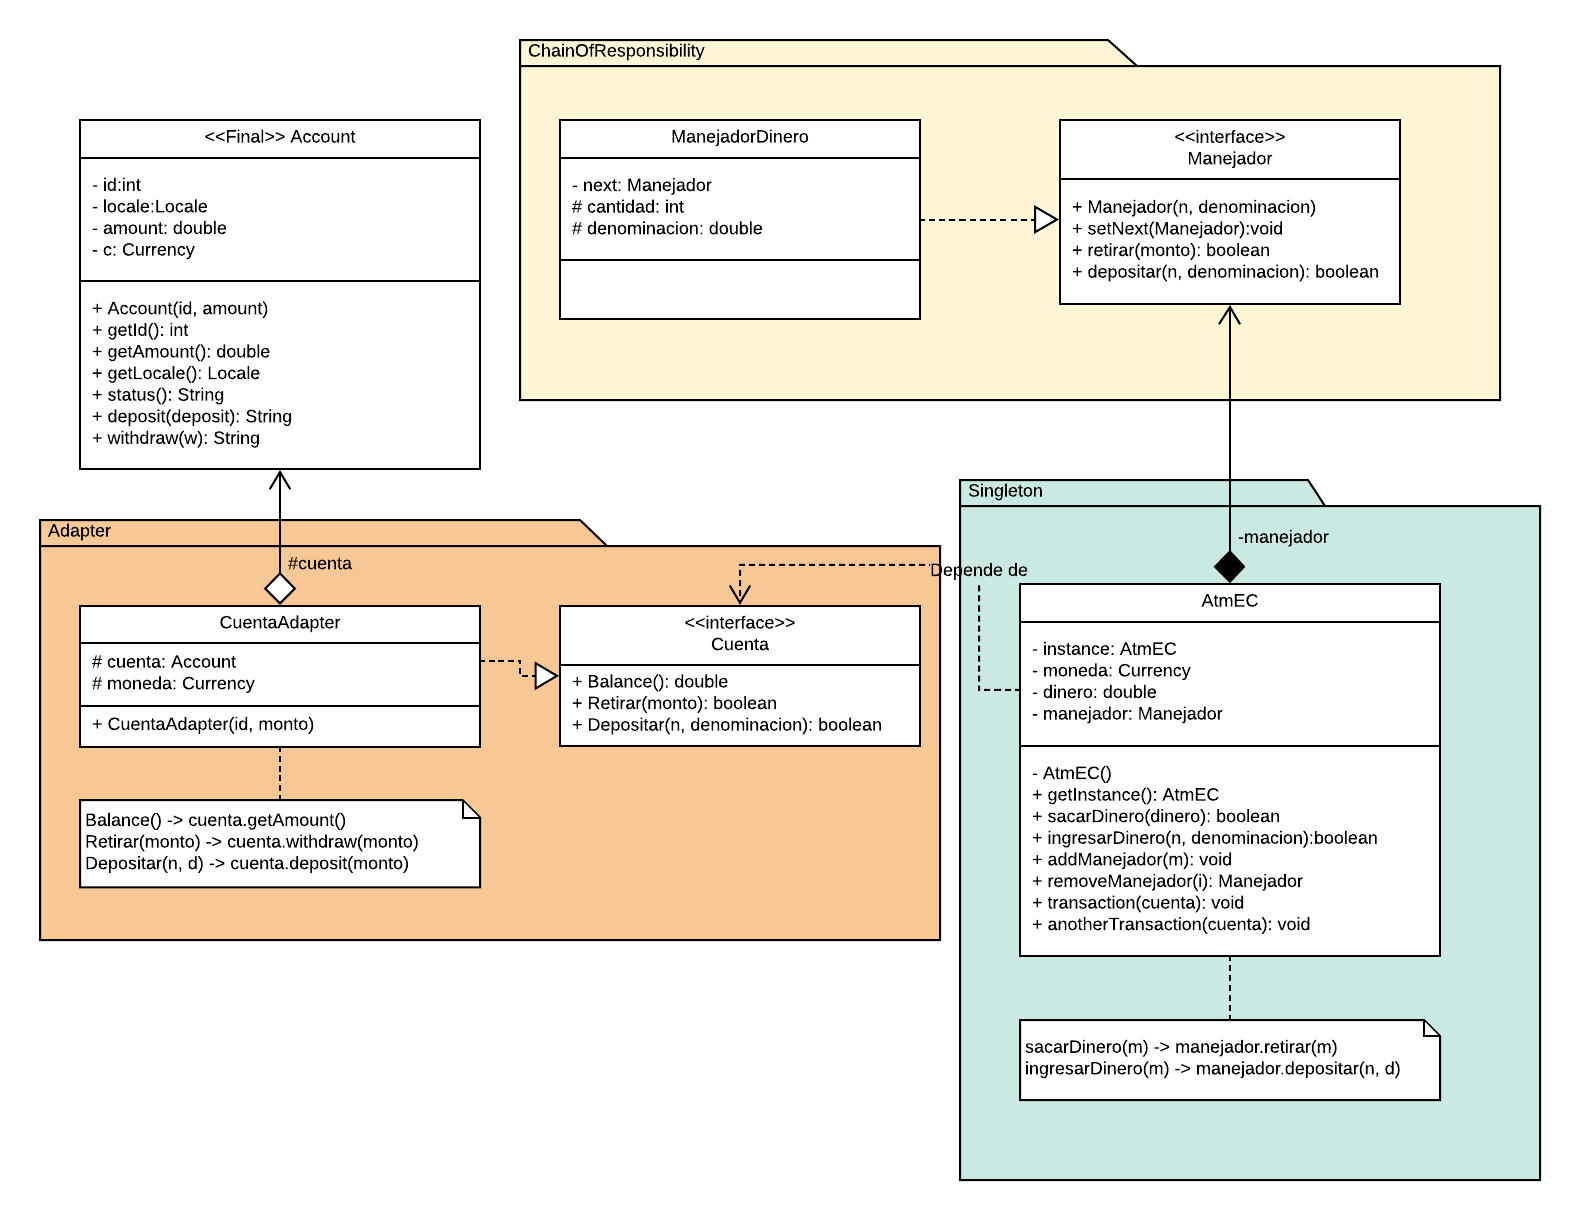 ChainOfResponsibility
<<Final>> Account
- id:int
- locale:Locale
- amount: double
- c: Currency
+ Account(id, amount)
+ getId(): int
+ getAmount(): double
+ getLocale(): Locale
+ status(): String
+ deposit(deposit): String
+ withdraw(w): String
ManejadorDinero
- next: Manejador
# cantidad: int
# denominacion: double
<<interface>>
Manejador
+ Manejador(n, denominacion)
+ setNext(Manejador):void
+ retirar(monto): boolean
+ depositar(n, denominacion): boolean
Adapter
#cuenta
CuentaAdapter
# cuenta: Account
# moneda: Currency
+ CuentaAdapter(id, monto)
Balance() -> cuenta.getAmount()
Retirar(monto) -> cuenta.withdraw(monto)
Depositar(n, d) -> cuenta.deposit(monto)
<<interface>>
Cuenta
+ Balance(): double
+ Retirar(monto): boolean
+ Depositar(n, denominacion): boolean
Depende de
Singleton
-manejador
AtmEC
- instance: AtmEC
- moneda: Currency
- dinero: double
- manejador: Manejador
- AtmEC()
+ getInstance(): AtmEC
+ sacarDinero(dinero): boolean
+ ingresarDinero(n, denominacion):boolean
+ addManejador(m): void
+ removeManejador(i): Manejador
+ transaction(cuenta): void
+ anotherTransaction(cuenta): void
sacarDinero(m) -> manejador.retirar(m)
ingresarDinero(m) -> manejador.depositar(n, d)